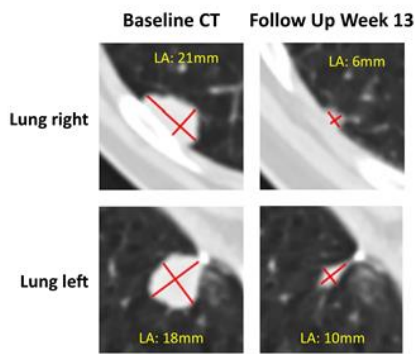 Baseline CT
Follow Up Week 13
Lung right
LA: 21mm
LA: 6mm
Lung left
LA: 18mm
LA: 10mm